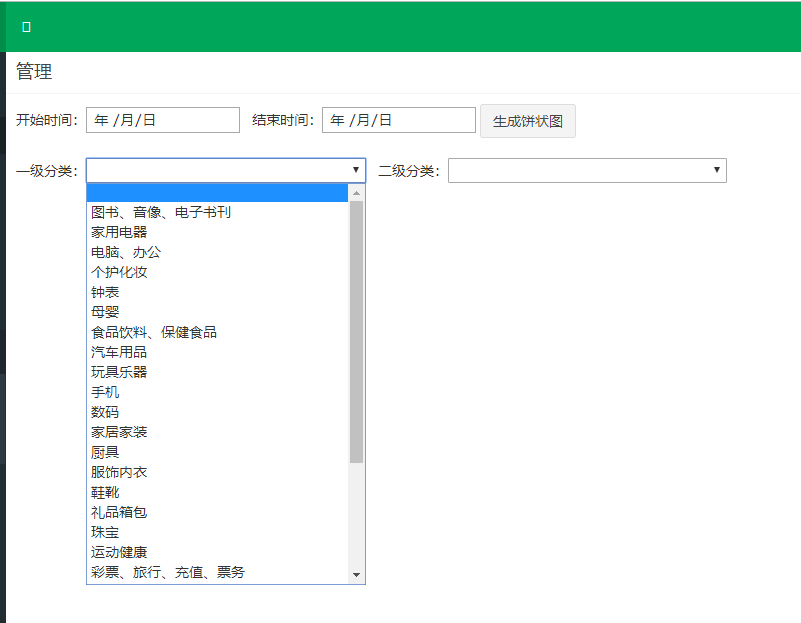 管理
开始时间： 年 /月/日 结束时间： 年 /月/日 生成饼状图
一级分类： 二级分类：
图书、音像、电子书刊
家用电器
电脑、办公
个护化妆
钟表
母婴
食品饮料、保健食品
汽车用品
玩具乐器
手机
数码
家居家装
厨具
服饰内衣
鞋靴
礼品箱包
珠宝
运动健康
彩票、旅行、充值、票务